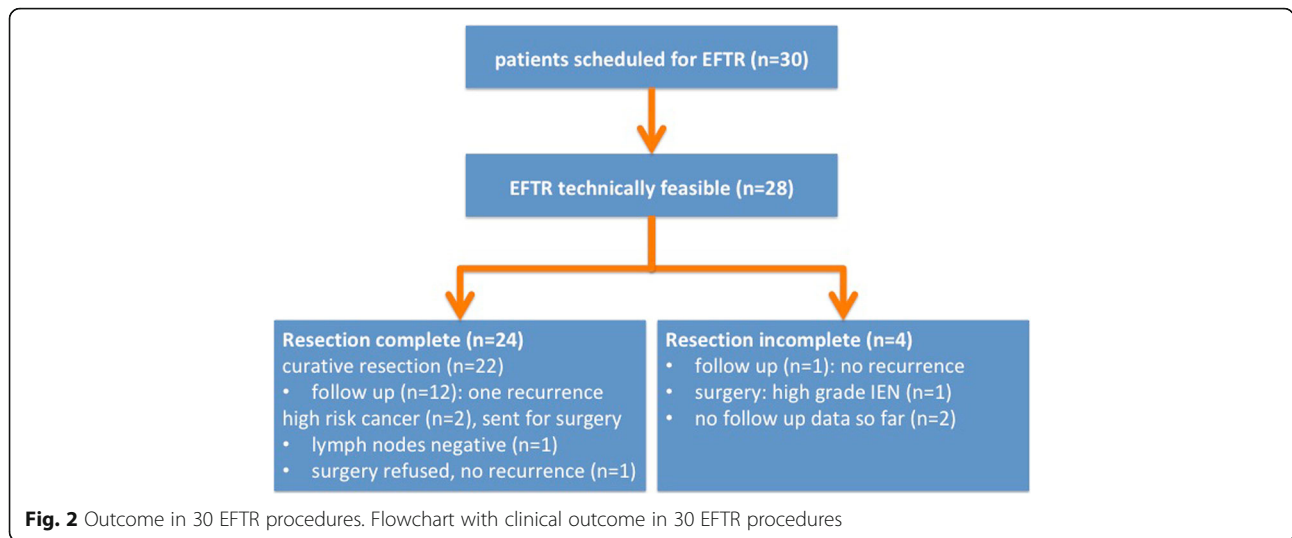 patients scheduled for EFTR (n=30)
EFTR technically feasible (n=28)
Resection complete (n=24)
curative resection (n=22)
• follow up (n=12): one recurrence
high risk cancer (n=2), sent for surgery
• lymph nodes negative (n=1)
• surgery refused, no recurrence (n=1)
Resection incomplete (n=4)
• follow up (n=1): no recurrence
• surgery: high grade IEN (n=1)
• no follow up data so far (n=2)
Fig. 2 Outcome in 30 EFTR procedures. Flowchart with clinical outcome in 30 EFTR procedures